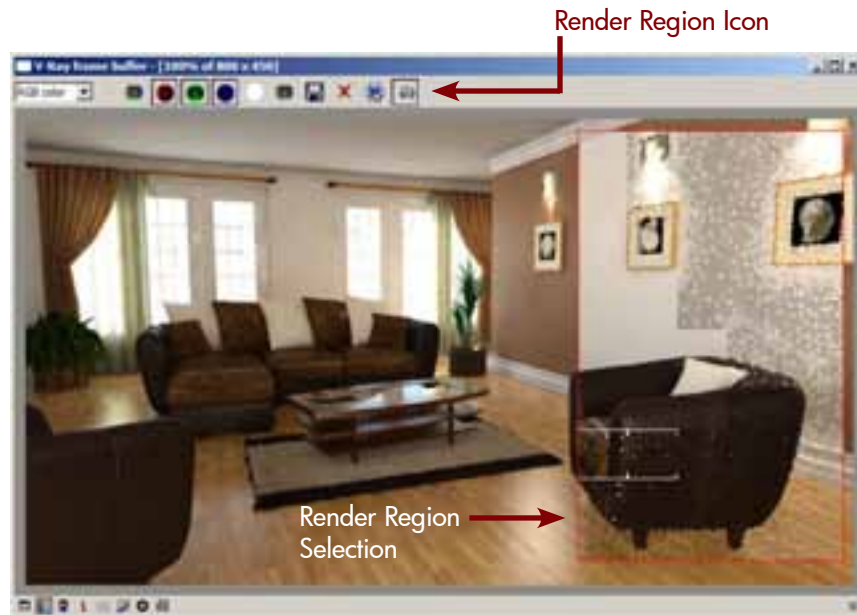 Render Region Icon
V-Ray frame buffer - [100% of 800 x 450]
RGB color
Render Region
Selection